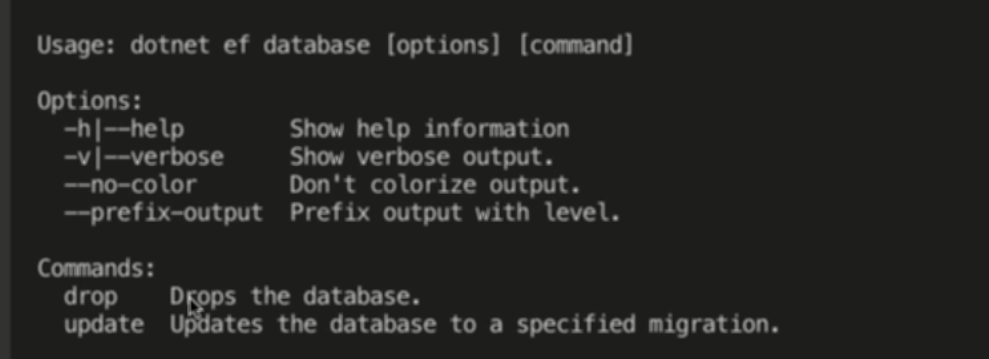 Usage: dotnet ef database [options] [command]
Options:
-h|--help Show help information
-v|--verbose Show verbose output.
--no-color Don't colorize output.
--prefix-output Prefix output with level.
Commands:
drop Drops the database.
update Updates the database to a specified migration.